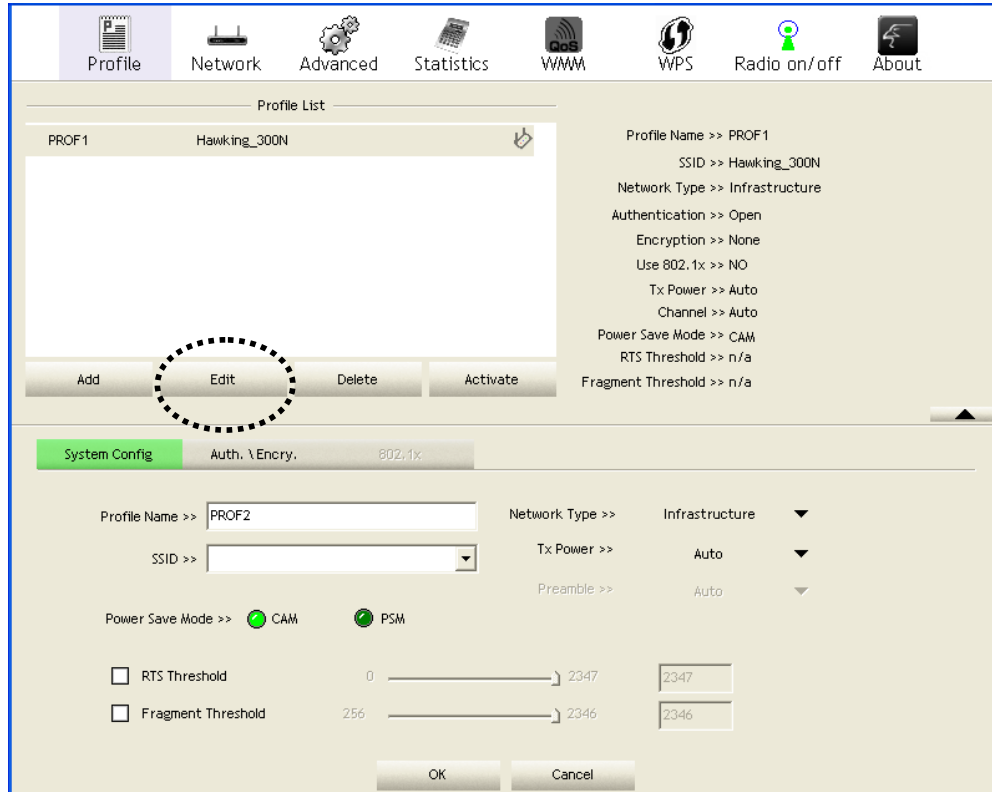 Profile Network Advanced Statistics QoS WMM WPS Radio on/off About
Profile List
PROF1 Hawking_300N
Add Edit Delete Activate
Profile Name >> PROF1
SSID >> Hawking_300N
Network Type >> Infrastructure
Authentication >> Open
Encryption >> None
Use 802.1x >> NO
Tx Power >> Auto
Channel >> Auto
Power Save Mode >> CAM
RTS Threshold >> n/a
Fragment Threshold >> n/a
System Config Auth. \ Encry. 802.1x
Profile Name >> PROF2 Network Type >> Infrastructure
SSID >> Tx Power >> Auto
Preamble >> Auto
Power Save Mode >> CAM PSM
RTS Threshold 0 2347 2347
Fragment Threshold 256 2346 2346
OK Cancel